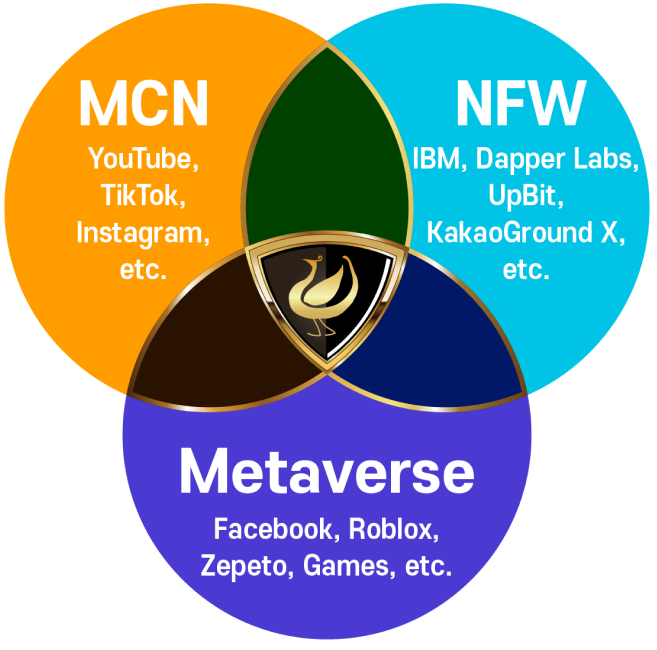 MCN
YouTube,
TikTok,
Instagram,
etc.
NFW
IBM, Dapper Labs,
UpBit,
KakaoGround X,
etc.
Metaverse
Facebook, Roblox,
Zepeto, Games, etc.